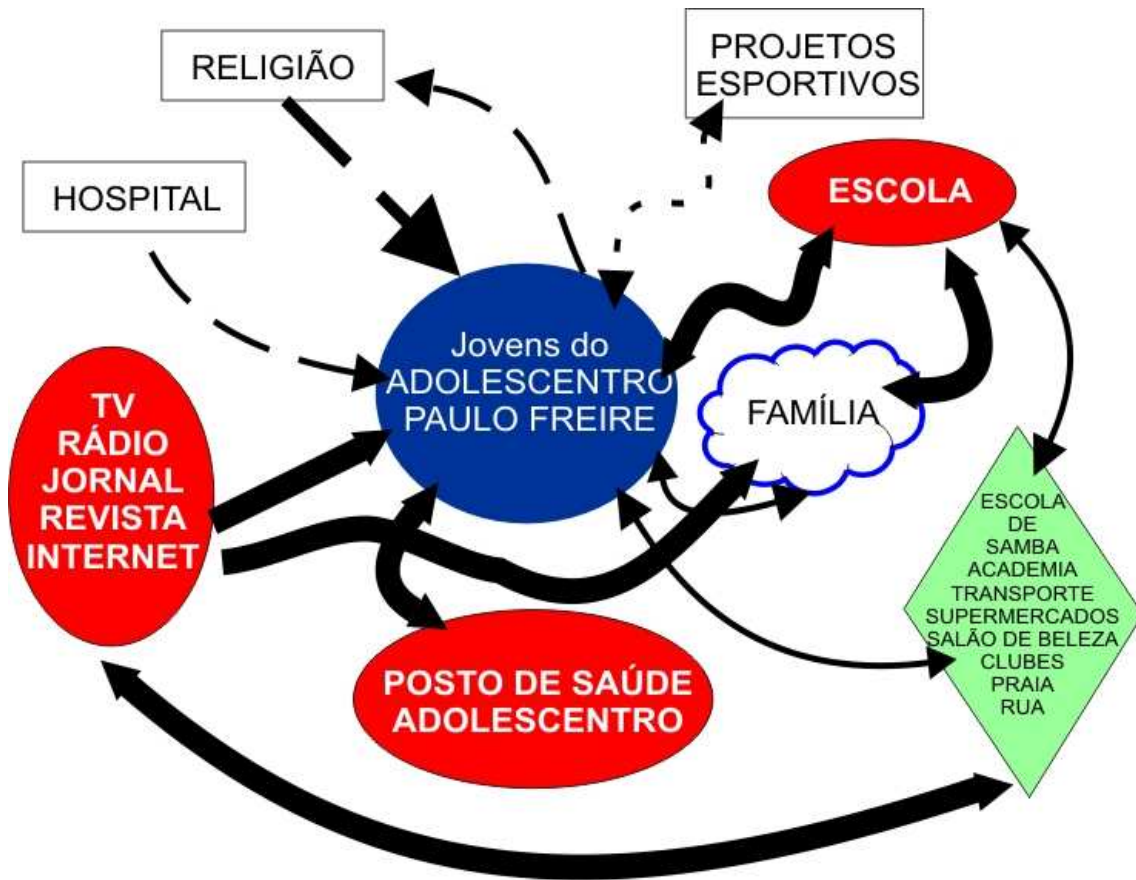 RELIGIÃO
PROJETOS
ESPORTIVOS
HOSPITAL
ESCOLA
Jovens do
ADOLESCENTRO
PAULO FREIRE
FAMÍLIA
TV
RÁDIO
JORNAL
REVISTA
INTERNET
ESCOLA
DE
SAMBA
ACADEMIA
TRANSPORTE
SUPERMERCADOS
SALÃO DE BELEZA
CLUBES
PRAIA
RUA
POSTO DE SAÚDE
ADOLESCENTRO